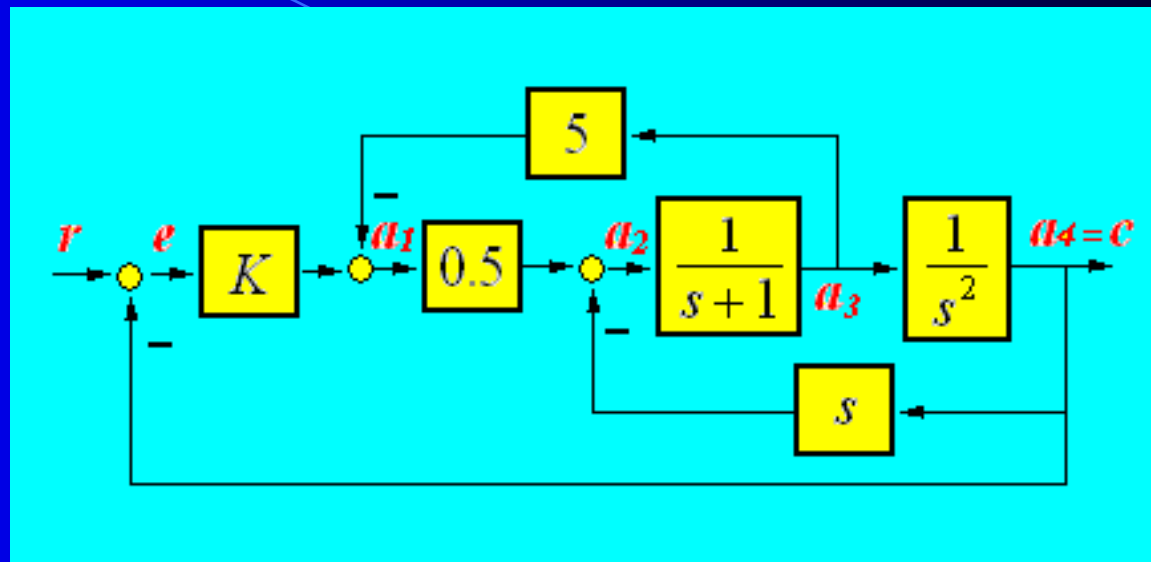 5
−
r e K a₁ 0.5 a₂ 1/(s+1) a₃ 1/s² a₄ = c
− −
s